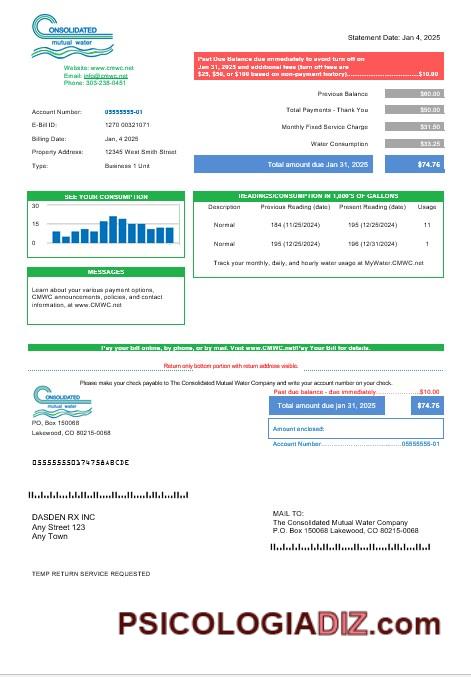 CONSOLIDATED
mutual water
Website: www.cmwc.net
Email: info@cmwc.net
Phone: 303-238-0451
Statement Date: Jan 4, 2025
Past Due Balance due immediately to avoid turn off on
Jan 31, 2025 and additional fees (turn off fees are
$25, $50, or $100 based on non-payment history)................................$10.00
Previous Balance $60.00
Total Payments - Thank You $50.00
Monthly Fixed Service Charge $31.50
Water Consumption $33.25
Total amount due Jan 31, 2025 $74.76
Account Number: 05555555-01
E-Bill ID: 1270 00321071
Billing Date: Jan, 4 2025
Property Address: 12345 West Smith Street
Type: Business 1 Unit
SEE YOUR CONSUMPTION
30
15
0
READINGS/CONSUMPTION IN 1,000'S OF GALLONS
Description Previous Reading (date) Present Reading (date) Usage
Normal 184 (11/25/2024) 195 (12/25/2024) 11
Normal 195 (12/25/2024) 196 (12/31/2024) 1
Track your monthly, daily, and hourly water usage at MyWater.CMWC.net
MESSAGES
Learn about your various payment options,
CMWC announcements, policies, and contact
information, at www.CMWC.net
Pay your bill online, by phone, or by mail. Visit www.CMWC.net/Pay Your Bill for details.
Return only bottom portion with return address visible.
Please make your check payable to The Consolidated Mutual Water Company and write your account number on your check.
CONSOLIDATED
mutual water
PO, Box 150068
Lakewood, CO 80215-0068
Past due balance - due immediately......................$10.00
Total amount due jan 31, 2025 $74.75
Amount enclosed:
Account Number................................05555555-01
055555550174758ABCDE
DASDEN RX INC
Any Street 123
Any Town
MAIL TO:
The Consolidated Mutual Water Company
P.O. Box 150068 Lakewood, CO 80215-0068
TEMP RETURN SERVICE REQUESTED
PSICOLOGIADIZ.com